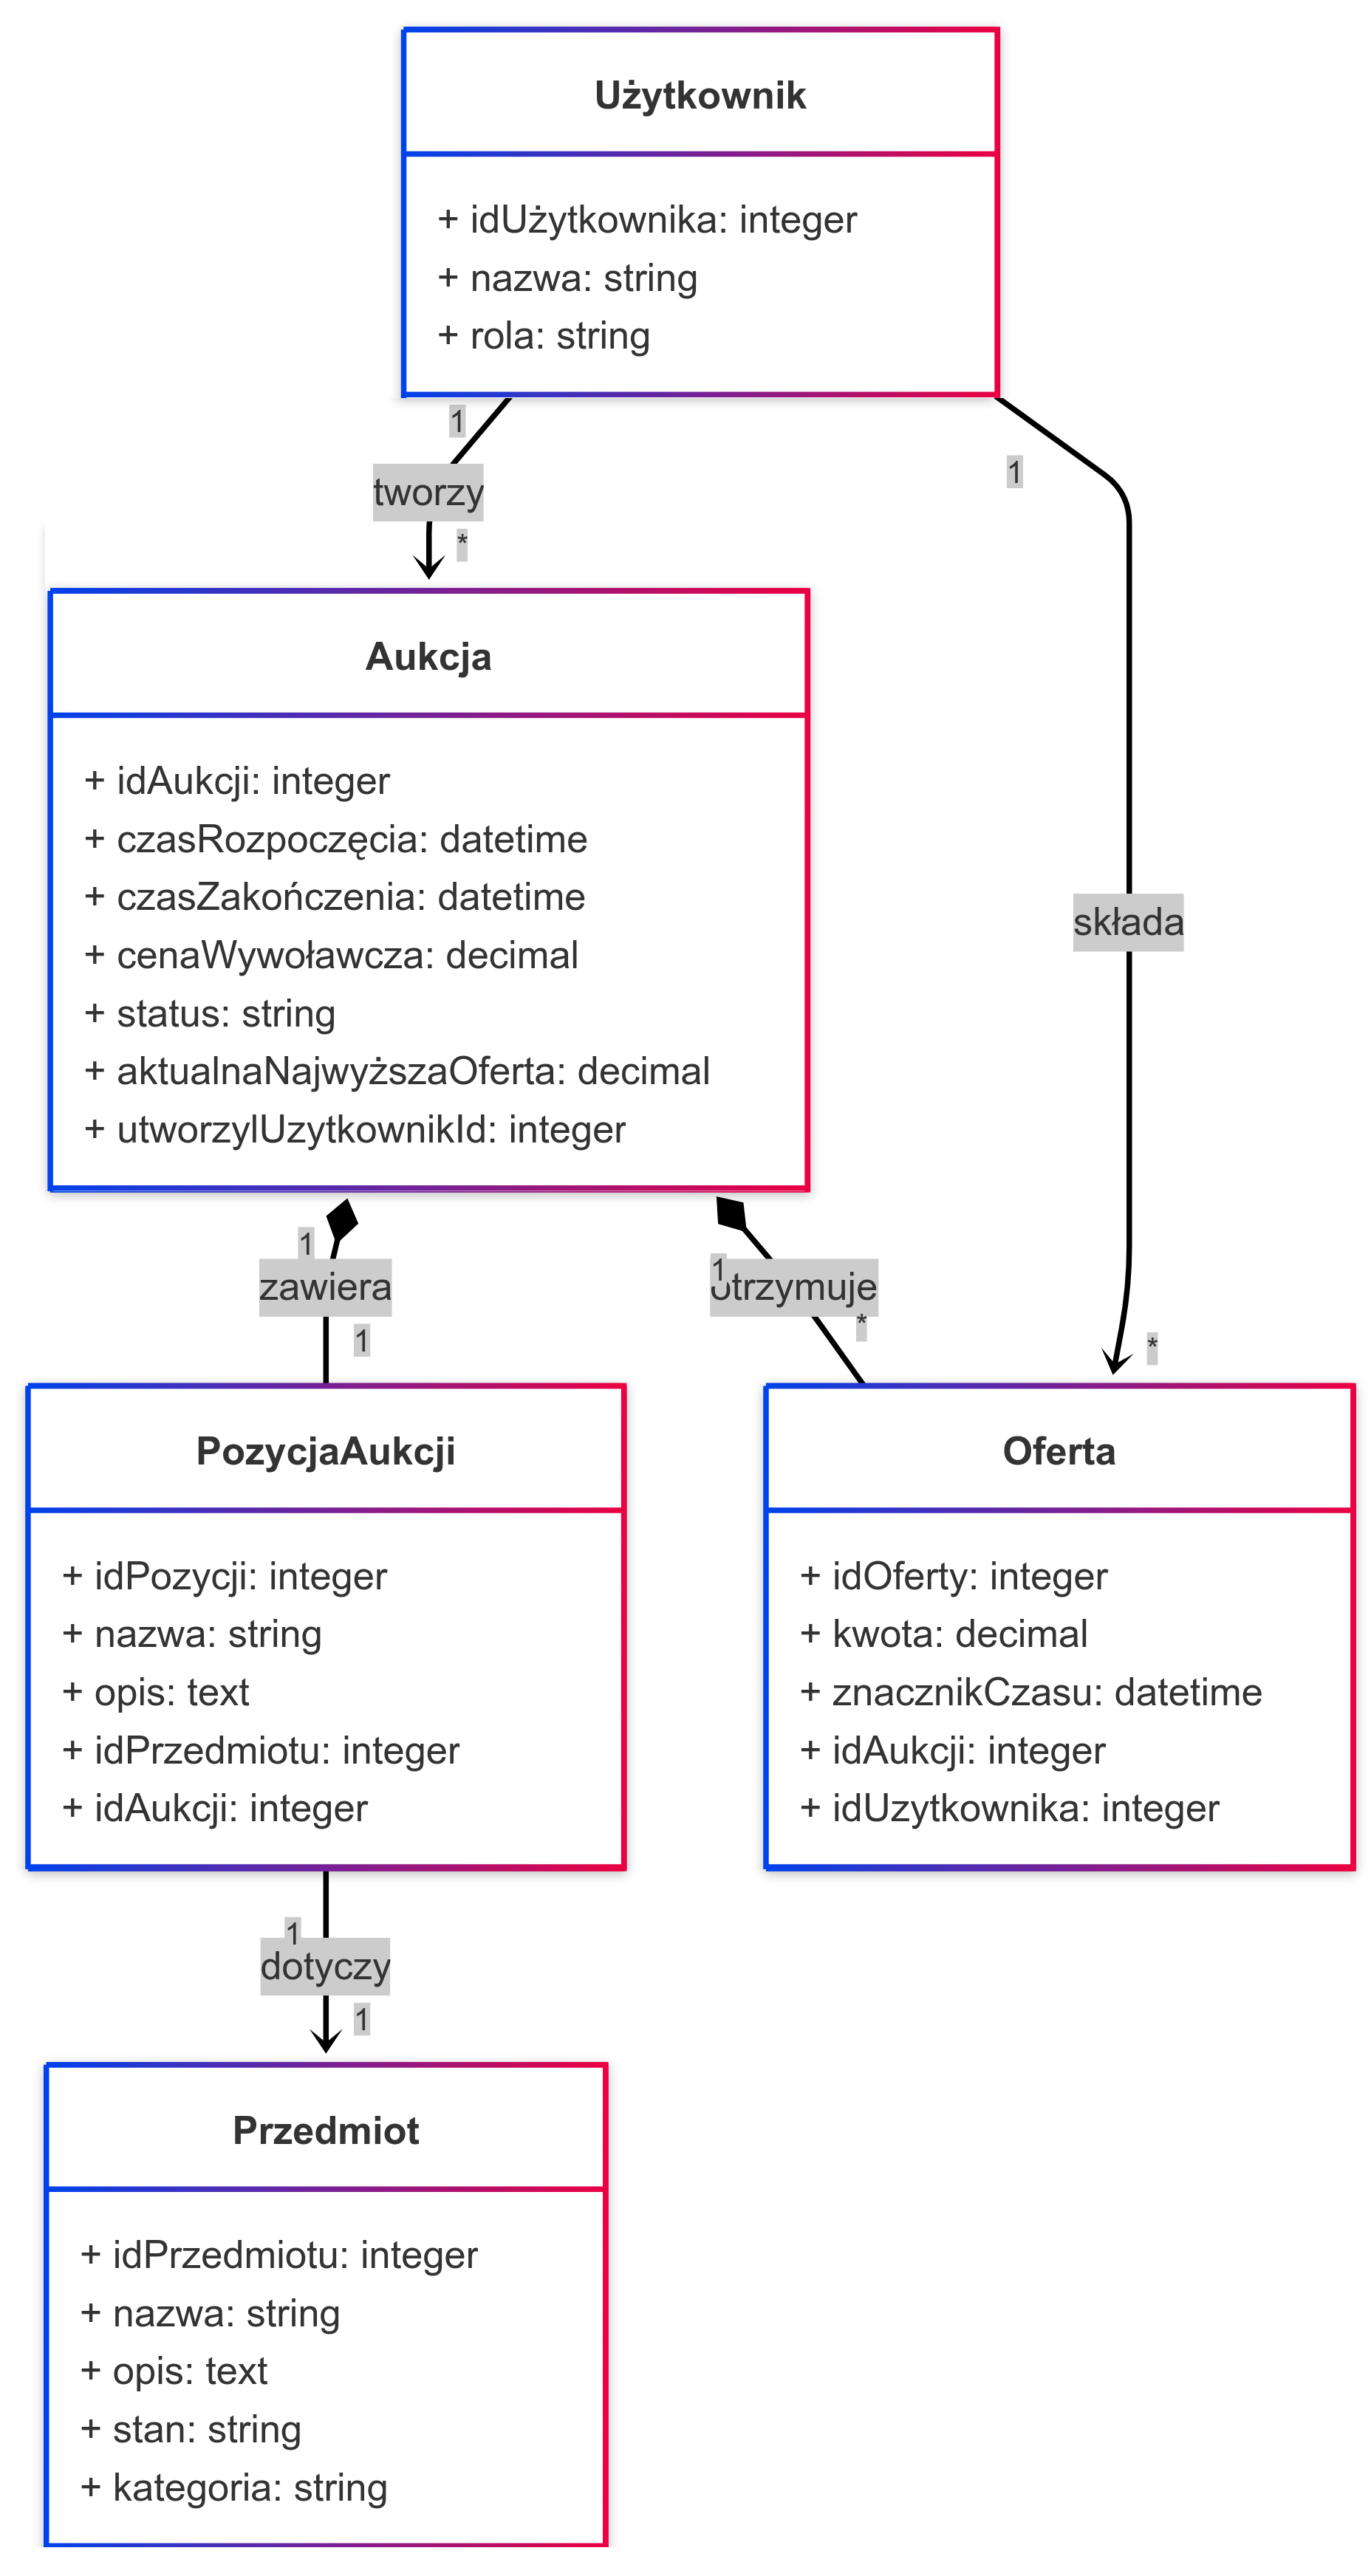 Użytkownik
+ idUżytkownika: integer
+ nazwa: string
+ rola: string
1
tworzy
*
1
składa
*
Aukcja
+ idAukcji: integer
+ czasRozpoczęcia: datetime
+ czasZakończenia: datetime
+ cenaWywoławcza: decimal
+ status: string
+ aktualnaNajwyższaOferta: decimal
+ utworzylUzytkownikId: integer
1
zawiera
1
1
otrzymuje
*
PozycjaAukcji
+ idPozycji: integer
+ nazwa: string
+ opis: text
+ idPrzedmiotu: integer
+ idAukcji: integer
Oferta
+ idOferty: integer
+ kwota: decimal
+ znacznikCzasu: datetime
+ idAukcji: integer
+ idUzytkownika: integer
1
dotyczy
1
Przedmiot
+ idPrzedmiotu: integer
+ nazwa: string
+ opis: text
+ stan: string
+ kategoria: string